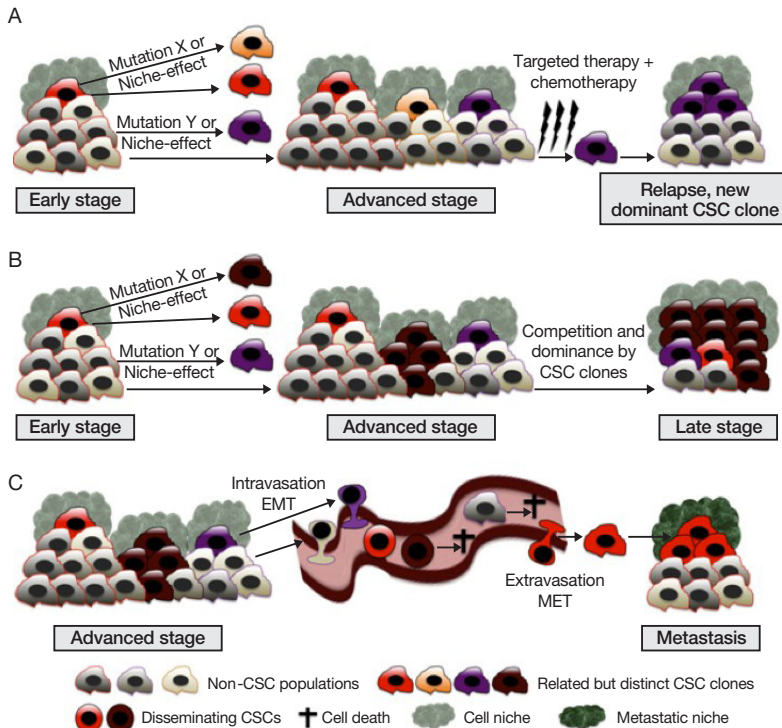 A
Mutation X or
Niche-effect
Mutation Y or
Niche-effect
Targeted therapy +
chemotherapy
Early stage
Advanced stage
Relapse, new
dominant CSC clone
B
Mutation X or
Niche-effect
Mutation Y or
Niche-effect
Competition and
dominance by
CSC clones
Early stage
Advanced stage
Late stage
C
Intravasation
EMT
Extravasation
MET
Advanced stage
Metastasis
Non-CSC populations
Related but distinct CSC clones
Disseminating CSCs
Cell death
Cell niche
Metastatic niche